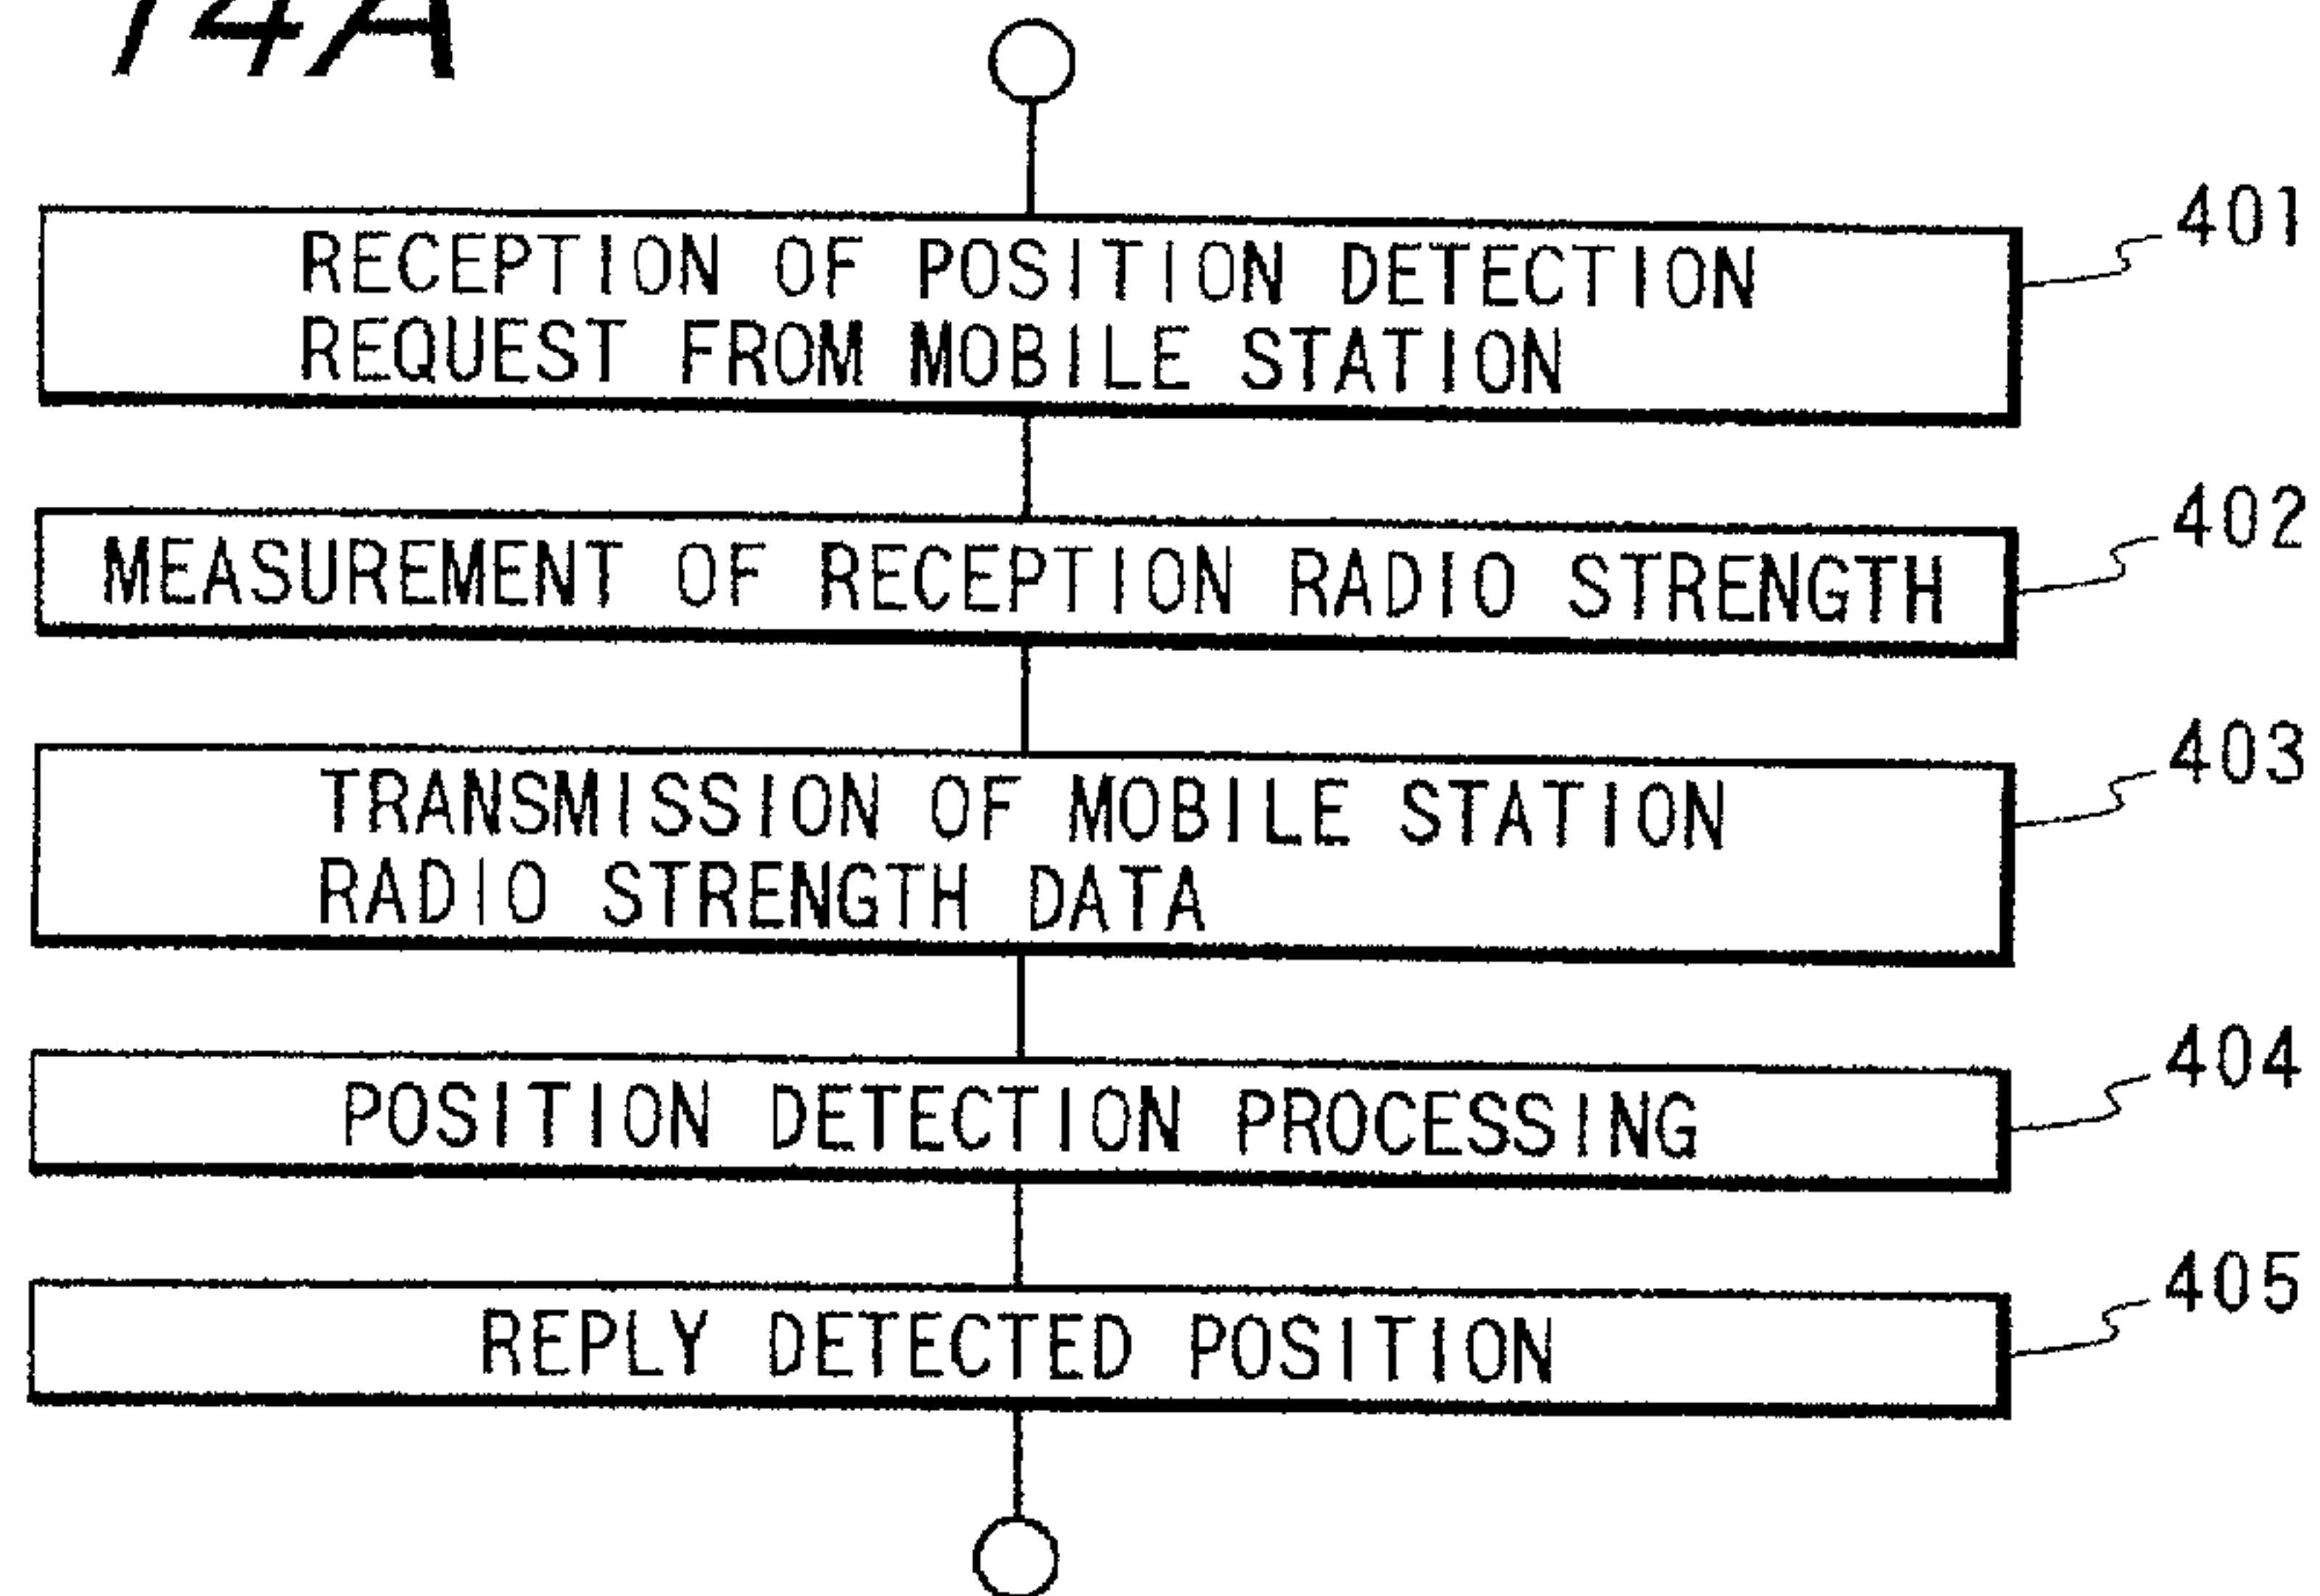 14A
RECEPTION OF POSITION DETECTION
REQUEST FROM MOBILE STATION
401
MEASUREMENT OF RECEPTION RADIO STRENGTH
402
TRANSMISSION OF MOBILE STATION
RADIO STRENGTH DATA
403
POSITION DETECTION PROCESSING
404
REPLY DETECTED POSITION
405